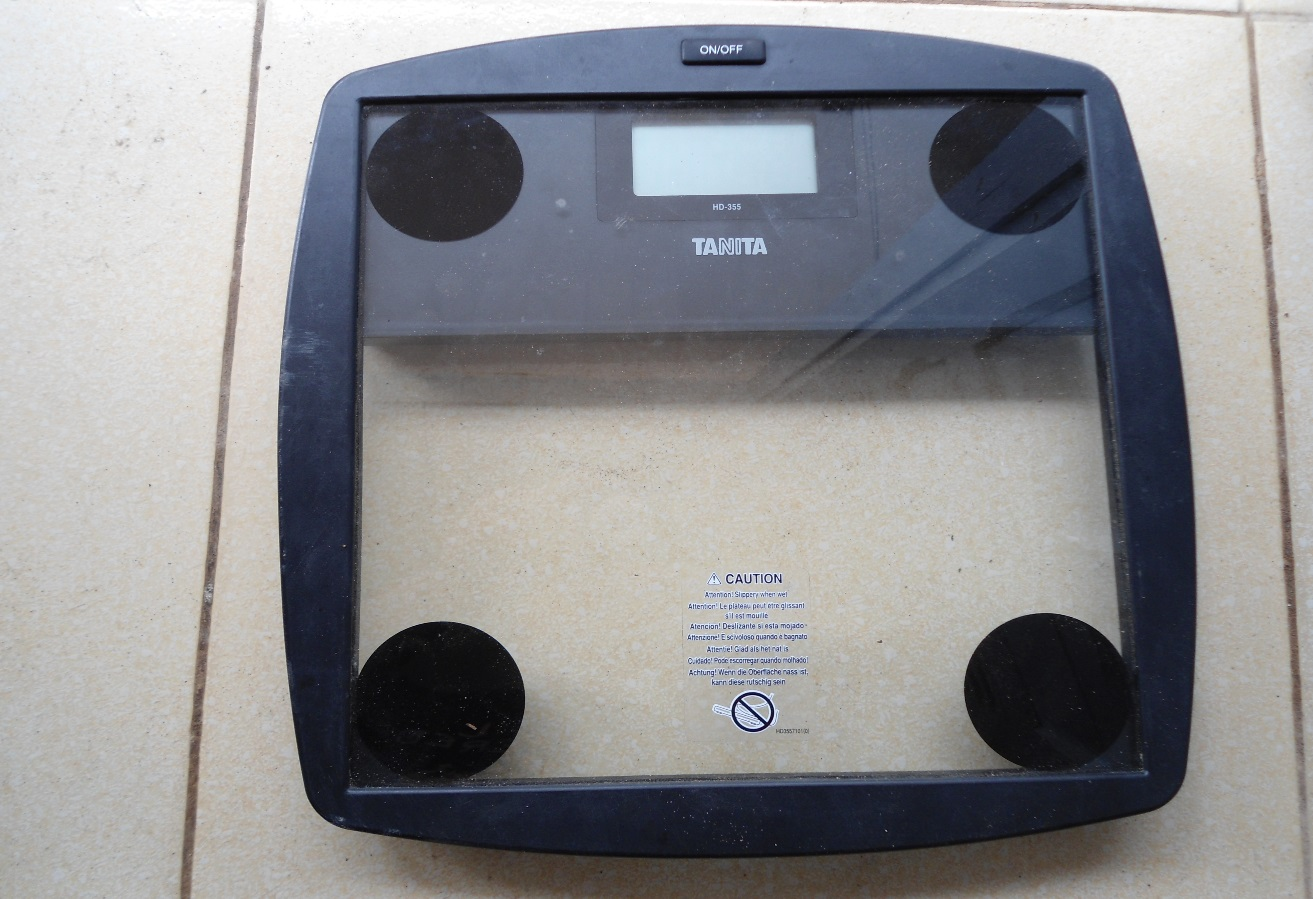 ON/OFF
HD-355
TANITA
CAUTION
Attention! Slippery when wet
Attention! Le plateau peut etre glissant
s'il est mouille
Atencion! Deslizante si esta mojado
Attenzione! E scivoloso quando è bagnato
Attentie! Glad als het nat is
Cuidado! Pode escorregar quando molhado!
Achtung! Wenn die Oberfläche nass ist,
kann diese rutschig sein